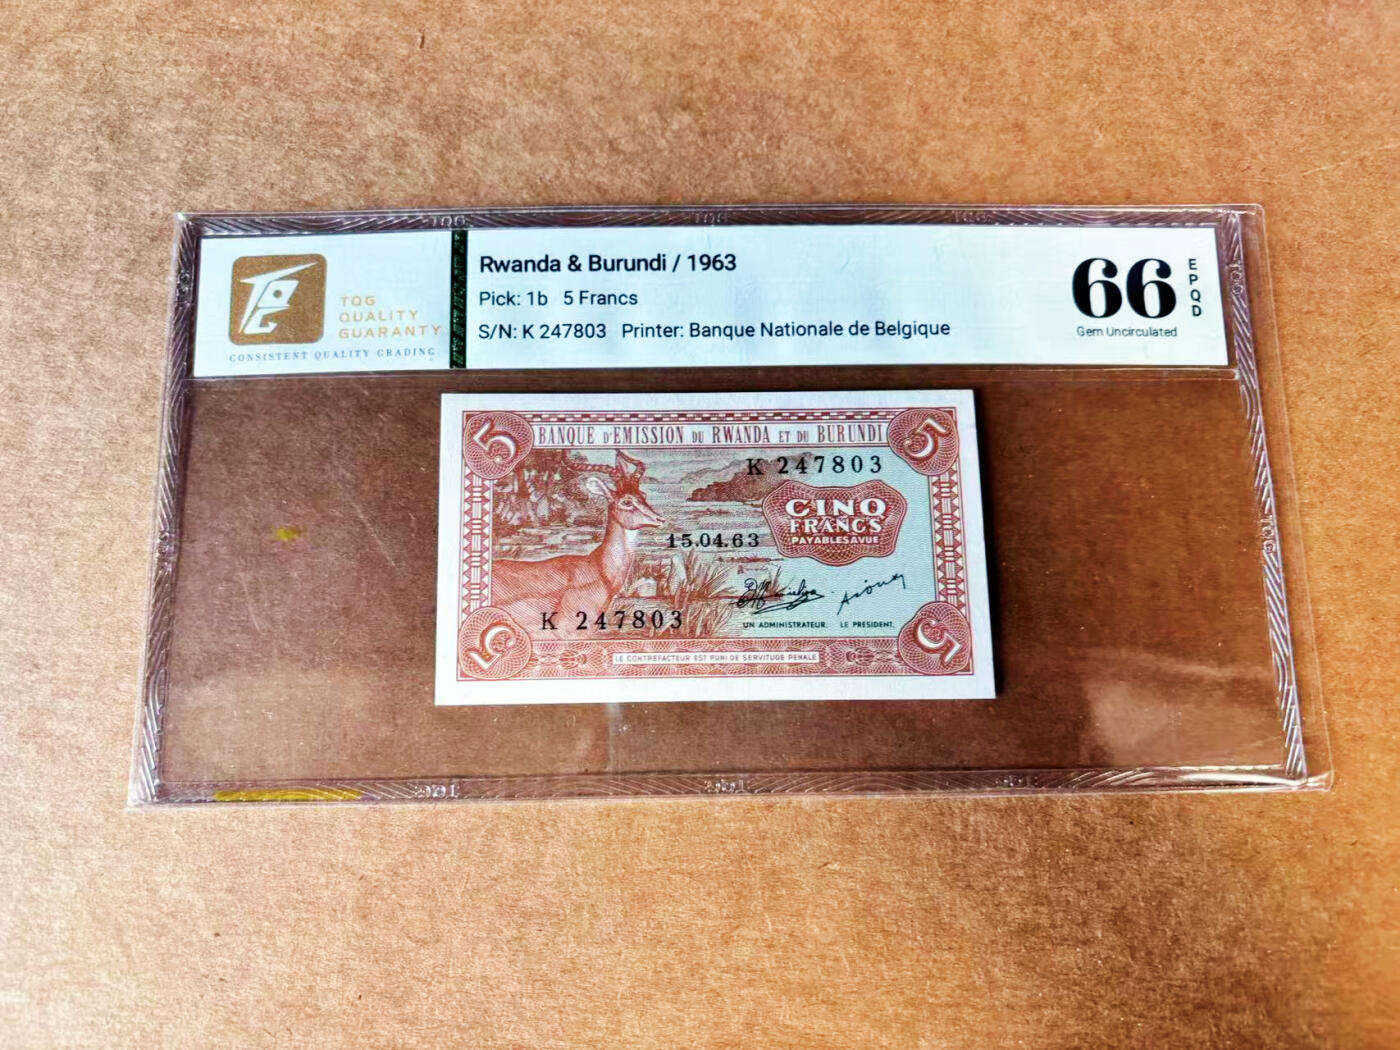 TQG
QUALITY
GUARANTY
CONSISTENT QUALITY GRADING
Rwanda & Burundi / 1963
Pick: 1b 5 Francs
S/N: K 247803 Printer: Banque Nationale de Belgique
66
EPQD
Gem Uncirculated
5
BANQUE D'EMISSION DU RWANDA ET DU BURUNDI
5
K 247803
CINQ
FRANCS
PAYABLES A VUE
15.04.63
K 247803
UN ADMINISTRATEUR. LE PRESIDENT.
5
LE CONTREFACTEUR EST PUNI DE SERVITUDE PENALE
5